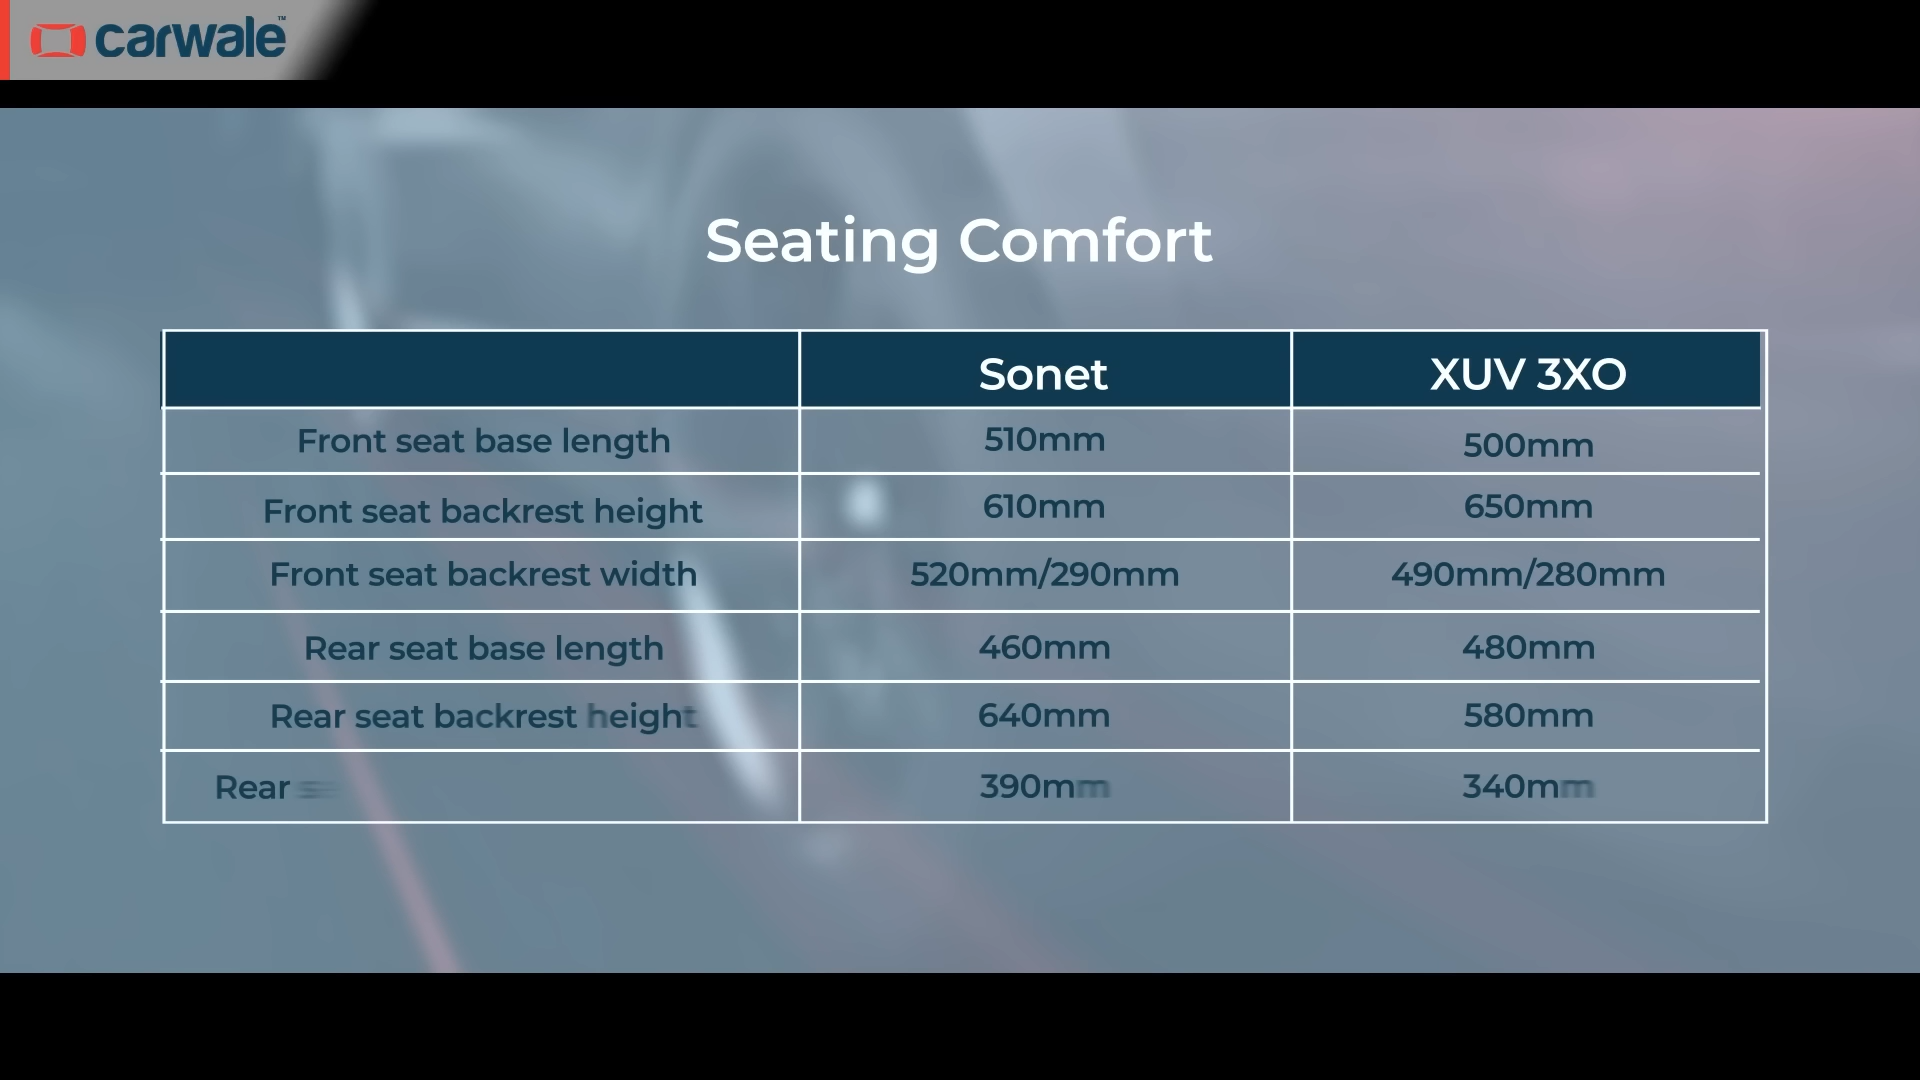 carwale™
Seating Comfort
Sonet XUV 3XO
Front seat base length 510mm 500mm
Front seat backrest height 610mm 650mm
Front seat backrest width 520mm/290mm 490mm/280mm
Rear seat base length 460mm 480mm
Rear seat backrest height 640mm 580mm
Rear 390mm 340mm